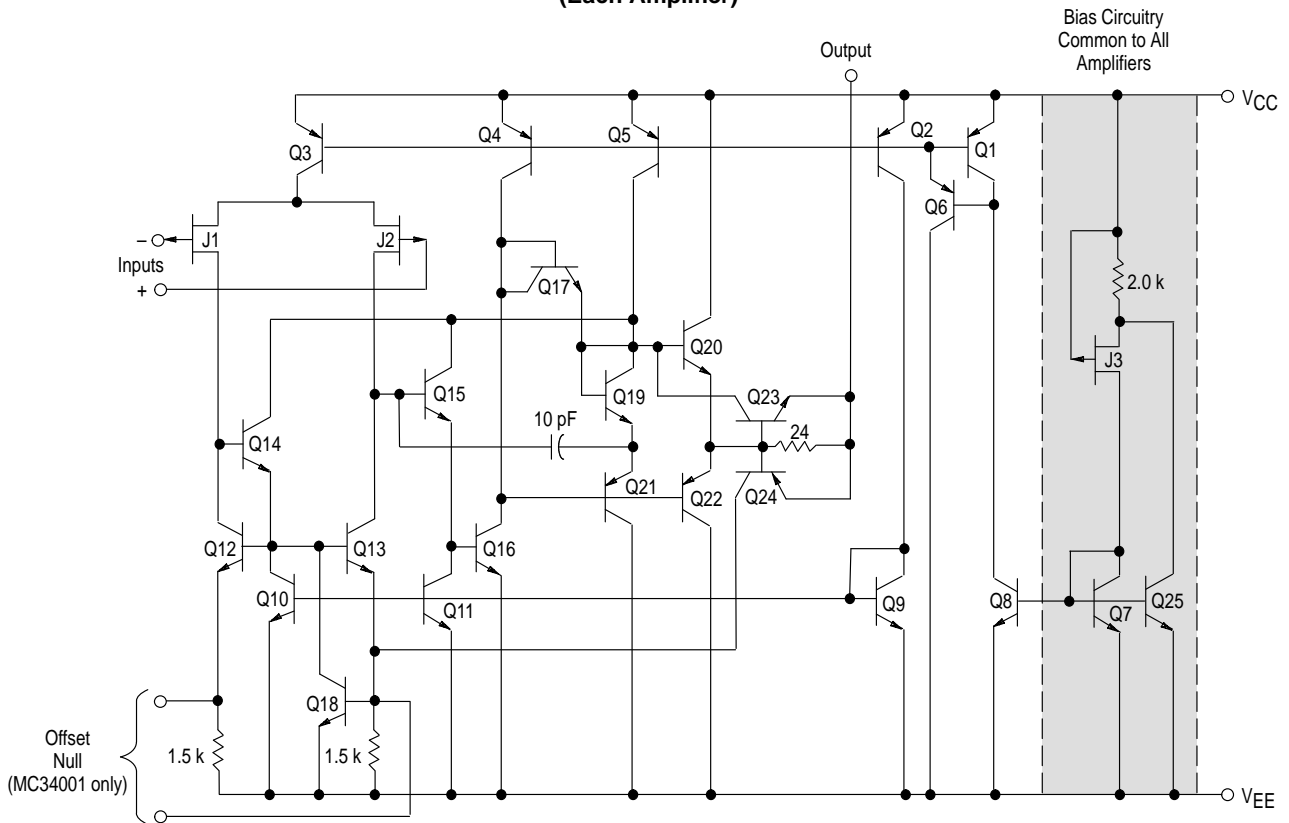 (Each Amplifier)
Bias Circuitry
Common to All
Amplifiers
Output
VCC
Q3
Q4
Q5
Q2
Q1
Q6
–
J1
J2
Inputs
+
Q17
2.0 k
J3
Q20
Q15
Q19
Q23
10 pF
24
Q14
Q21
Q22
Q24
Q12
Q13
Q16
Q10
Q11
Q9
Q8
Q7
Q25
Q18
1.5 k
1.5 k
Offset
Null
(MC34001 only)
VEE